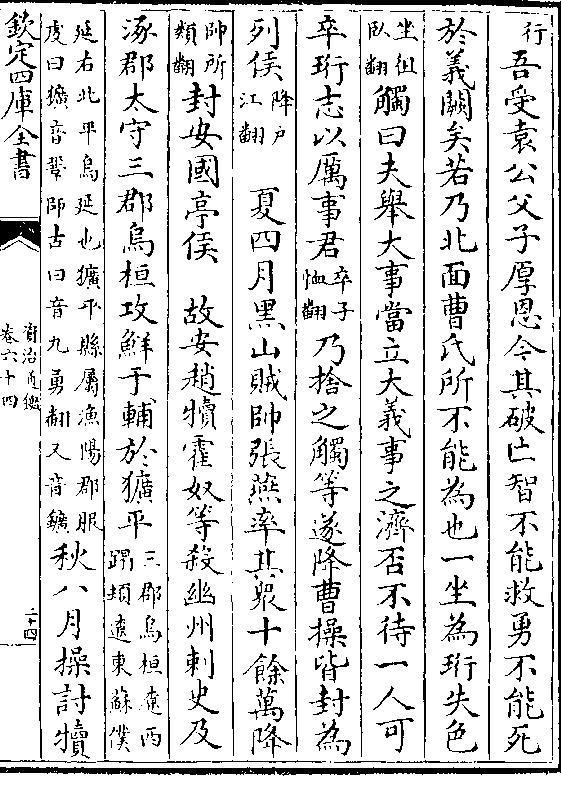 行吾受袁公父子厚恩今其破亡智不能救勇不能死
於義闕矣若乃北面曹氏所不能為也一坐為珩失色
坐徂卧翻觸曰夫舉大事當立大義事之濟否不待一人可
卒珩志以厲事君卒子恤翻乃捨之觸等遂降曹操皆封為
列侯降户江翻 夏四月黑山賊帥張燕率其衆十餘萬降
帥所類翻封安國亭侯 故安趙犢霍奴等殺幽州刺史及
涿郡太守三郡烏桓攻鮮于輔於獷平三郡烏桓遼西蹋頓遼東蘇僕
延右北平烏延也獷平縣屬漁陽郡服虔曰獷音鞏師古曰音九勇翻又音鑛秋八月操討犢
欽定四庫全書
資治通鑑
卷六十四
二十四